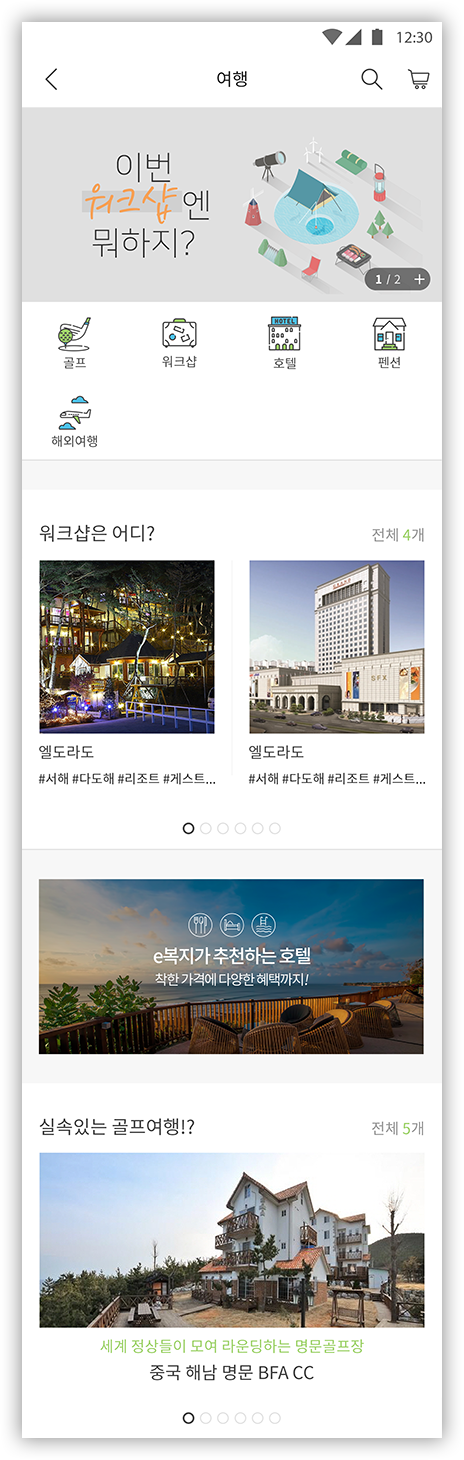 12:30
여행
이번
워크샵엔
뭐하지?
1 / 2 +
골프
워크샵
HOTEL
호텔
펜션
해외여행
워크샵은 어디?
전체 4개
엘도라도
#서해 #다도해 #리조트 #게스트...
엘도라도
#서해 #다도해 #리조트 #게스트...
e복지가 추천하는 호텔
착한 가격에 다양한 혜택까지!
실속있는 골프여행!?
전체 5개
세계 정상들이 모여 라운딩하는 명문골프장
중국 해남 명문 BFA CC